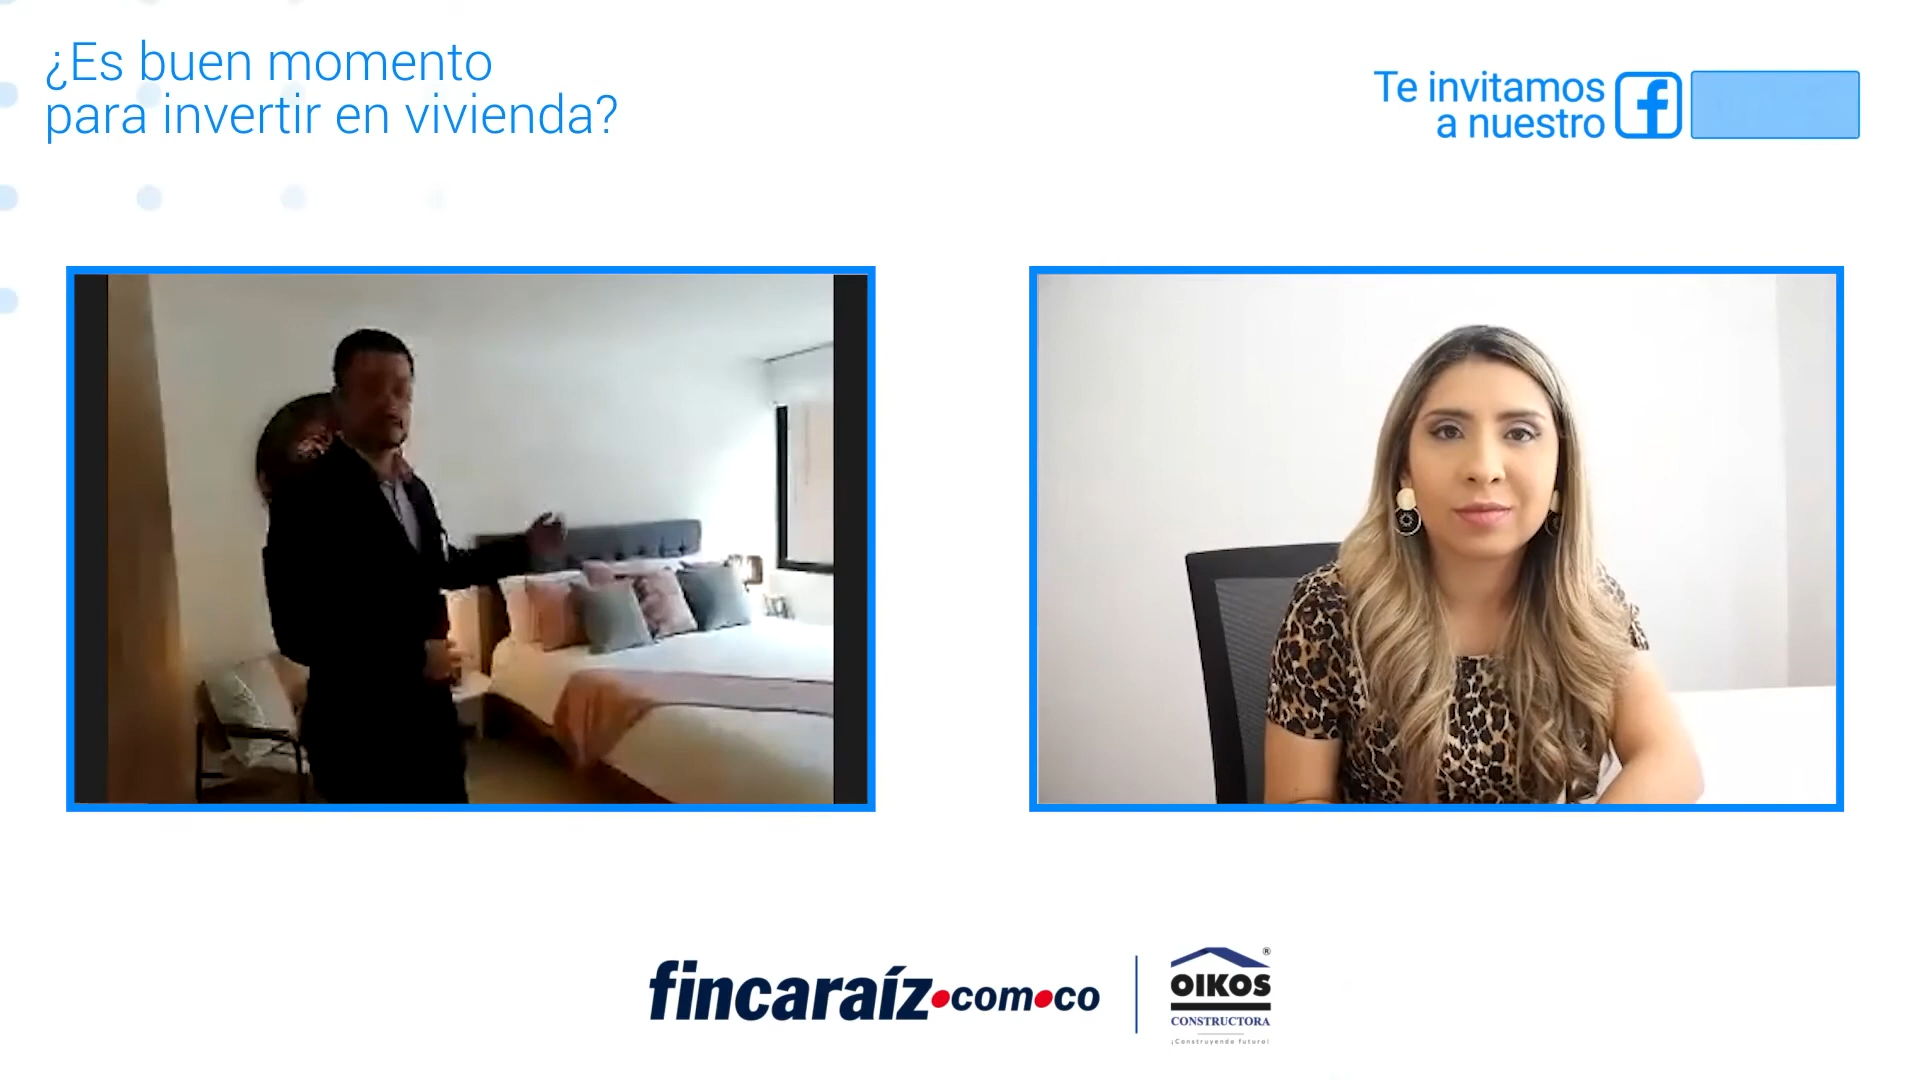 ¿Es buen momento
para invertir en vivienda?
Te invitamos
a nuestro
fincaraíz.com.co
OIKOS
CONSTRUCTORA
¡Construyendo futuro!